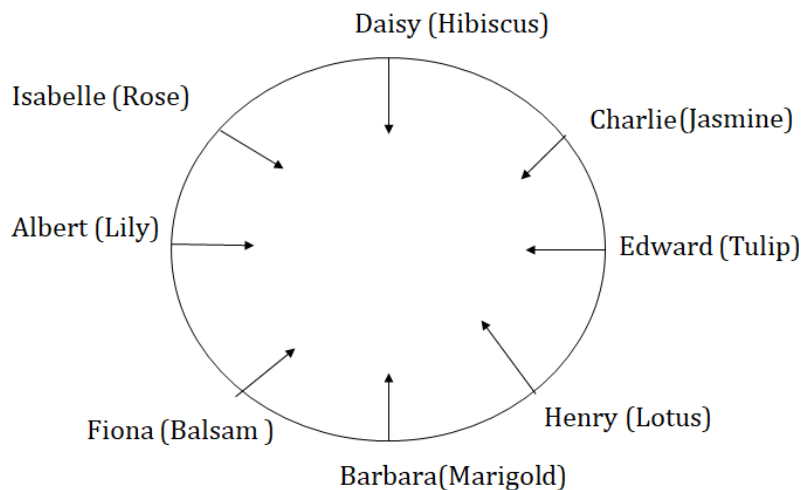 Daisy (Hibiscus)
Isabelle (Rose)
Charlie(Jasmine)
Albert (Lily)
Edward (Tulip)
Fiona (Balsam )
Henry (Lotus)
Barbara(Marigold)